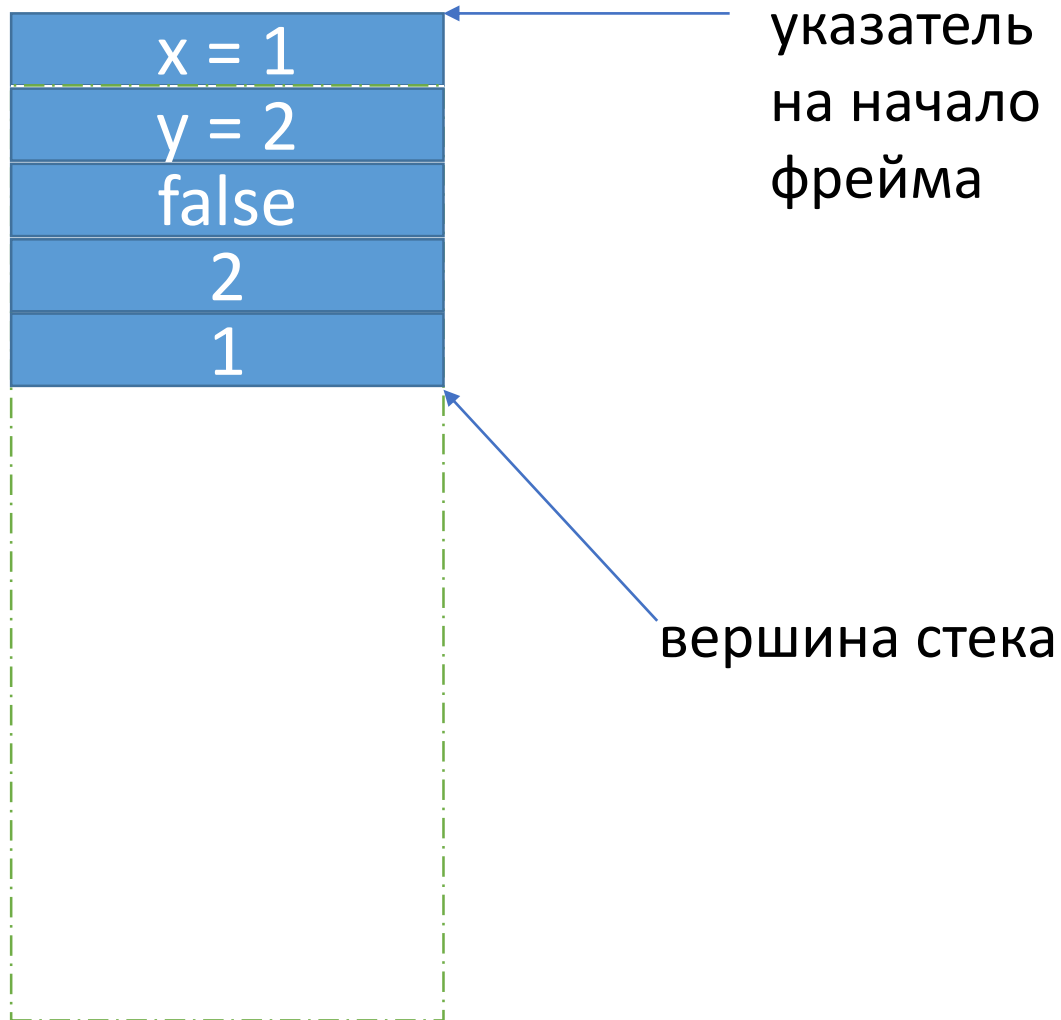 x = 1
y = 2
false
2
1
указатель
на начало
фрейма
вершина стека